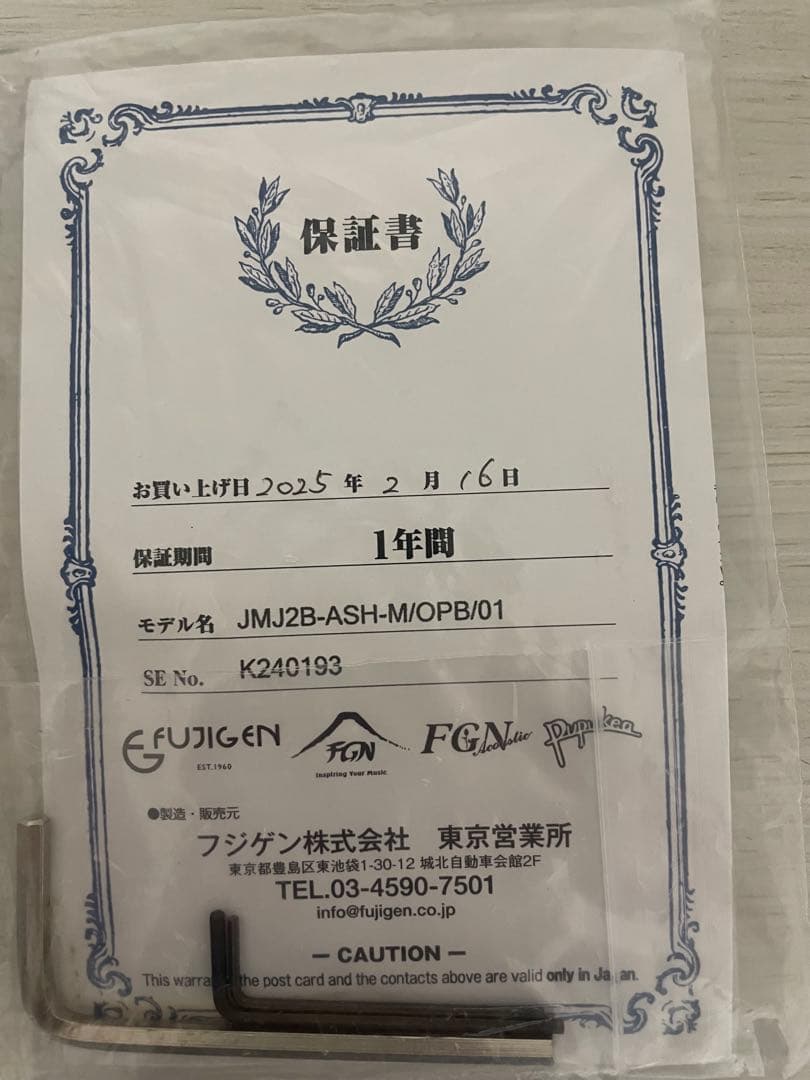 保証書
お買い上げ日 2025 年 2 月 16 日
保証期間 1年間
モデル名 JMJ2B-ASH-M/OPB/01
SE No. K240193
FUJIGEN EST.1960
FGN Inspiring Your Music
FGN Acoustic
●製造・販売元
フジゲン株式会社 東京営業所
東京都豊島区東池袋1-30-12 城北自動車会館2F
TEL.03-4590-7501
info@fujigen.co.jp
— CAUTION —
This the post card and the contacts above are valid only in